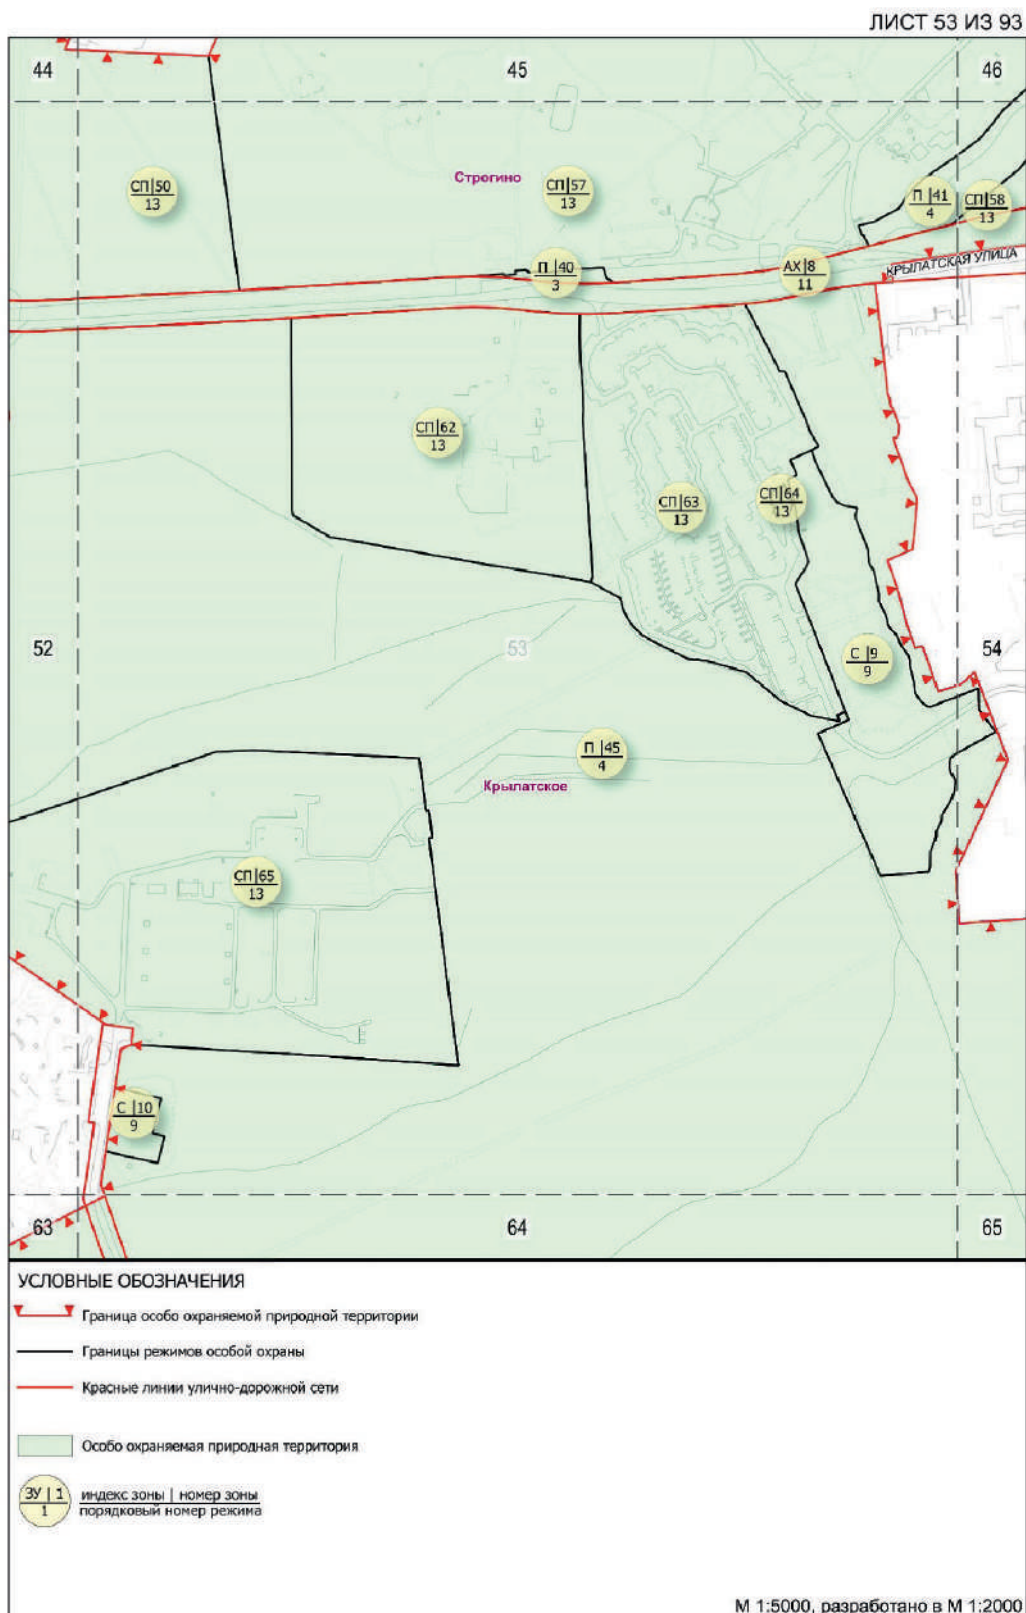 ЛИСТ 53 ИЗ 93
44
45
46
СП|50
13
Строгино
СП|57
13
П |41
4
СП|58
13
П |40
3
АХ|8
11
КРЫЛАТСКАЯ УЛИЦА
СП|62
13
СП|63
13
СП|64
13
52
53
54
С |9
9
П |45
4
Крылатское
СП|65
13
С |10
9
63
64
65
УСЛОВНЫЕ ОБОЗНАЧЕНИЯ
Граница особо охраняемой природной территории
Границы режимов особой охраны
Красные линии улично-дорожной сети
Особо охраняемая природная территория
ЗУ | 1
1
индекс зоны | номер зоны
порядковый номер режима
М 1:5000, разработано в М 1:2000